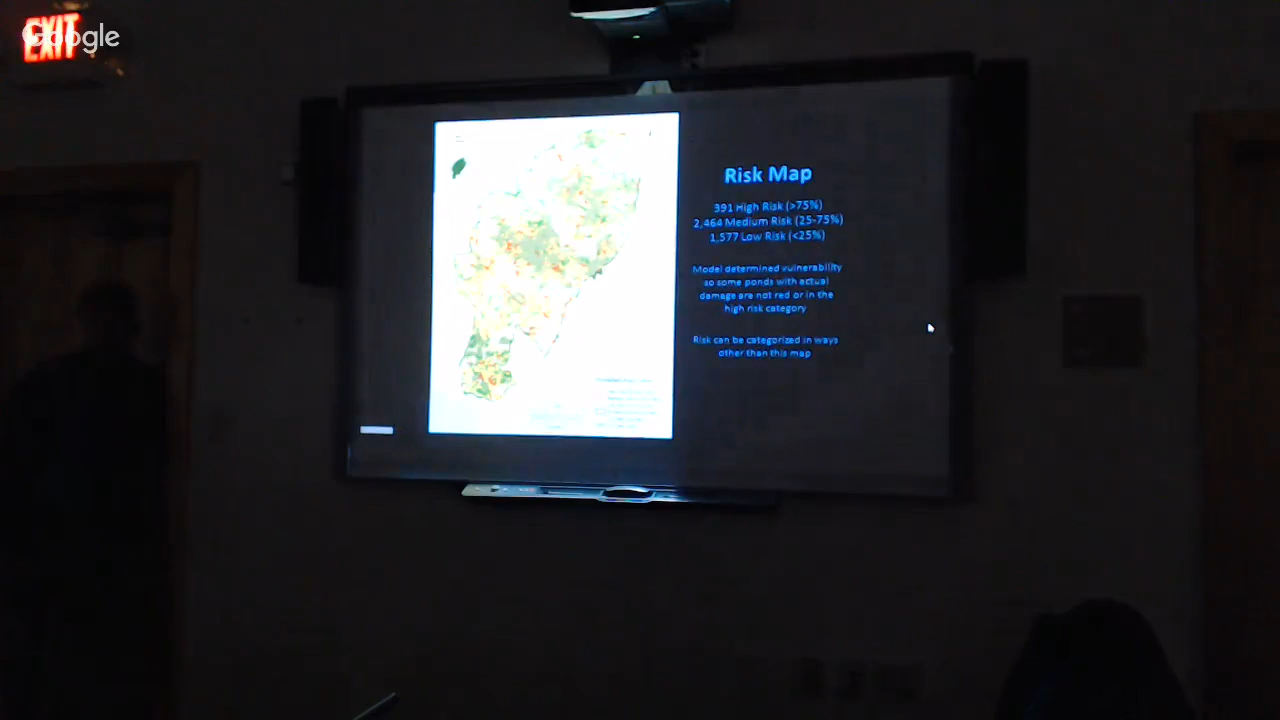 EXIT
Google
Risk Map
391 High Risk (>75%)
2,464 Medium Risk (25-75%)
1,577 Low Risk (<25%)
Model determined vulnerability
so some ponds with actual
damage are not red or in the
high risk category
Risk can be categorized in ways
other than this map